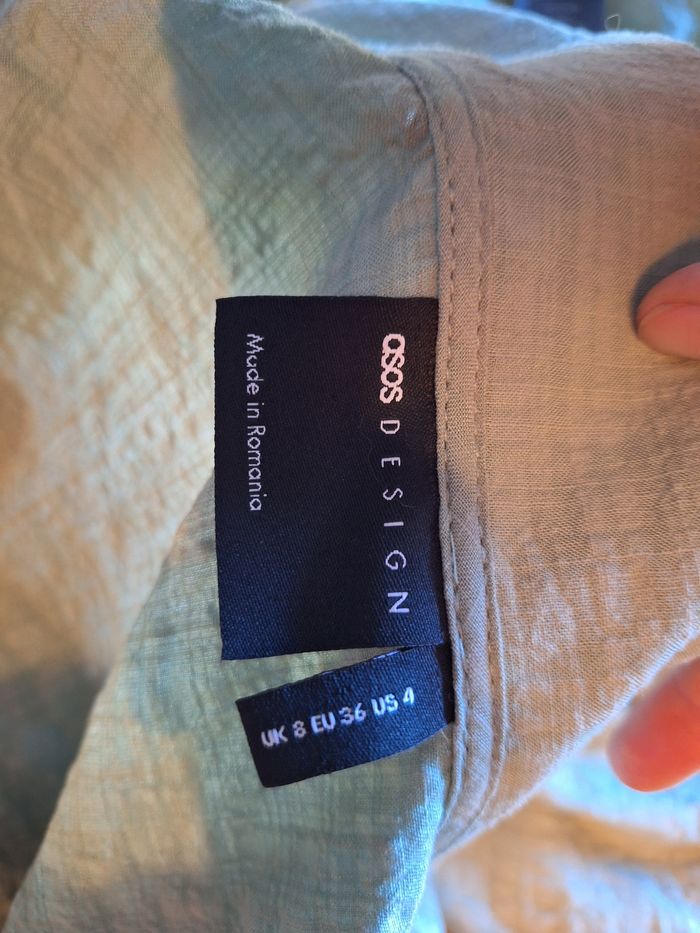 asos DESIGN
Made in Romania
UK 8 EU 36 US 4